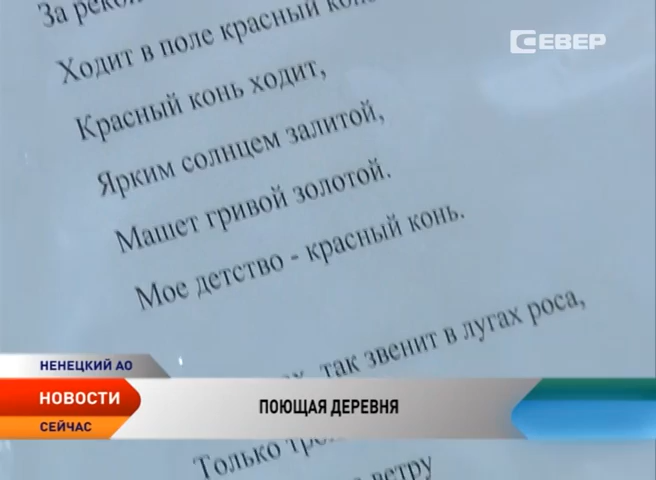 СЕВЕР
За
Ходит в поле красный
Красный конь ходит,
Ярким солнцем залитой,
Машет гривой золотой.
Мое детство - красный конь.
так звенит в лугах роса,
Только
ветру
НЕНЕЦКИЙ АО
НОВОСТИ
СЕЙЧАС
ПОЮЩАЯ ДЕРЕВНЯ